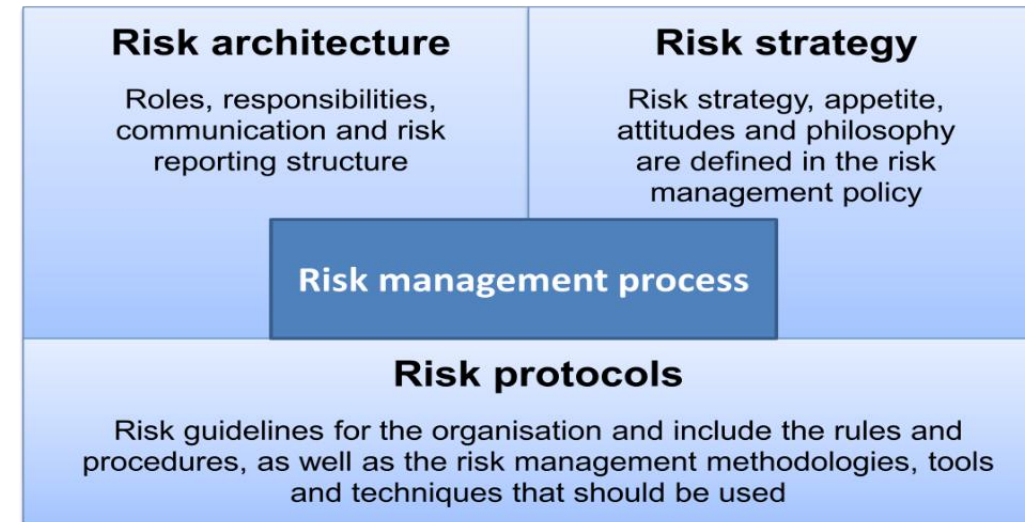 Risk architecture
Roles, responsibilities,
communication and risk
reporting structure
Risk strategy
Risk strategy, appetite,
attitudes and philosophy
are defined in the risk
management policy
Risk management process
Risk protocols
Risk guidelines for the organisation and include the rules and
procedures, as well as the risk management methodologies, tools
and techniques that should be used